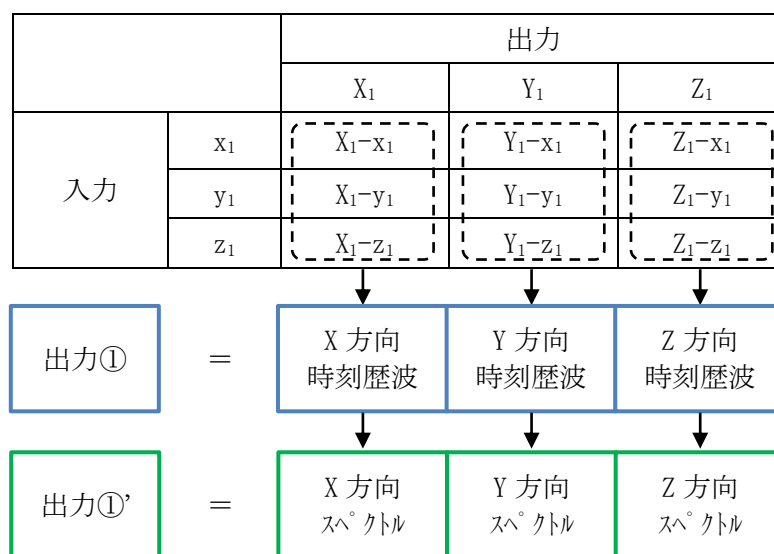 出力
X₁ Y₁ Z₁
入力
x₁ X₁-x₁ Y₁-x₁ Z₁-x₁
y₁ X₁-y₁ Y₁-y₁ Z₁-y₁
z₁ X₁-z₁ Y₁-z₁ Z₁-z₁
出力① =
X 方向
時刻歴波
Y 方向
時刻歴波
Z 方向
時刻歴波
出力①’ =
X 方向
ｽﾍﾟｸﾄﾙ
Y 方向
ｽﾍﾟｸﾄﾙ
Z 方向
ｽﾍﾟｸﾄﾙ